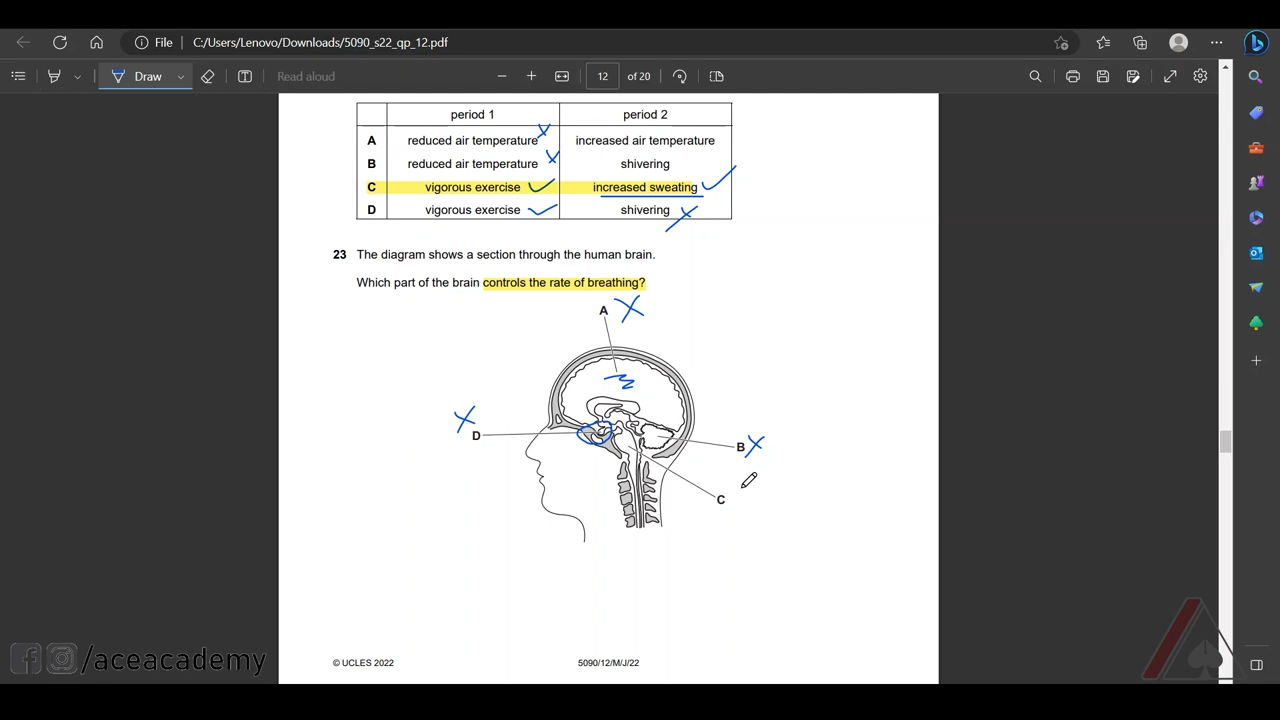 File C:/Users/Lenovo/Downloads/5090_s22_qp_12.pdf
Draw Read aloud 12 of 20
period 1 period 2
A reduced air temperature increased air temperature
B reduced air temperature shivering
C vigorous exercise increased sweating
D vigorous exercise shivering
23 The diagram shows a section through the human brain.
Which part of the brain controls the rate of breathing?
A
D
B
C
/aceacademy
© UCLES 2022 5090/12/M/J/22